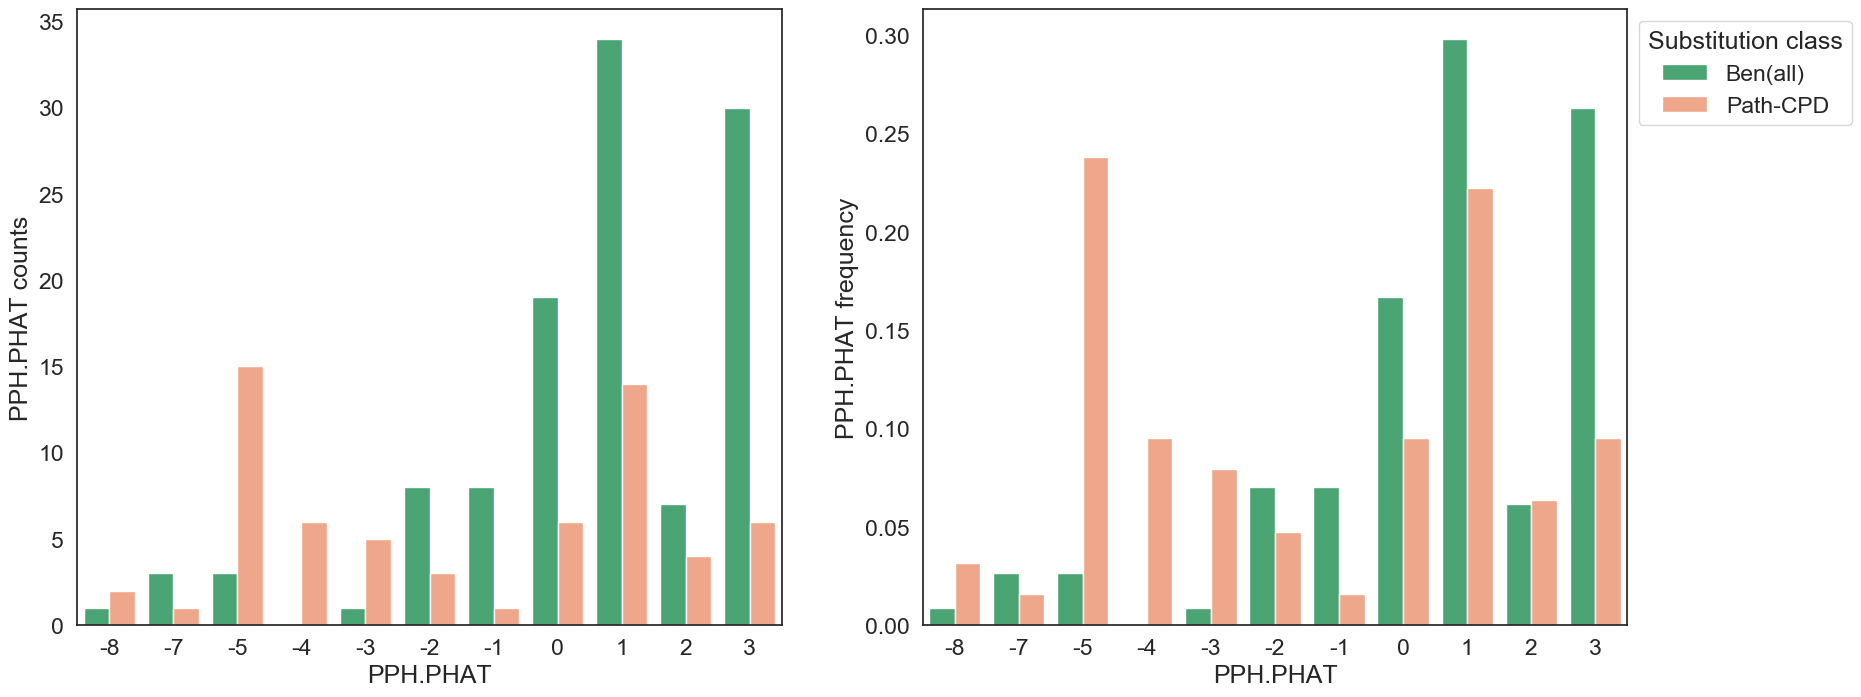 PPH.PHAT counts
35
30
25
20
15
10
5
0
-8 -7 -5 -4 -3 -2 -1 0 1 2 3
PPH.PHAT
PPH.PHAT frequency
0.30
0.25
0.20
0.15
0.10
0.05
0.00
-8 -7 -5 -4 -3 -2 -1 0 1 2 3
PPH.PHAT
Substitution class
Ben(all)
Path-CPD